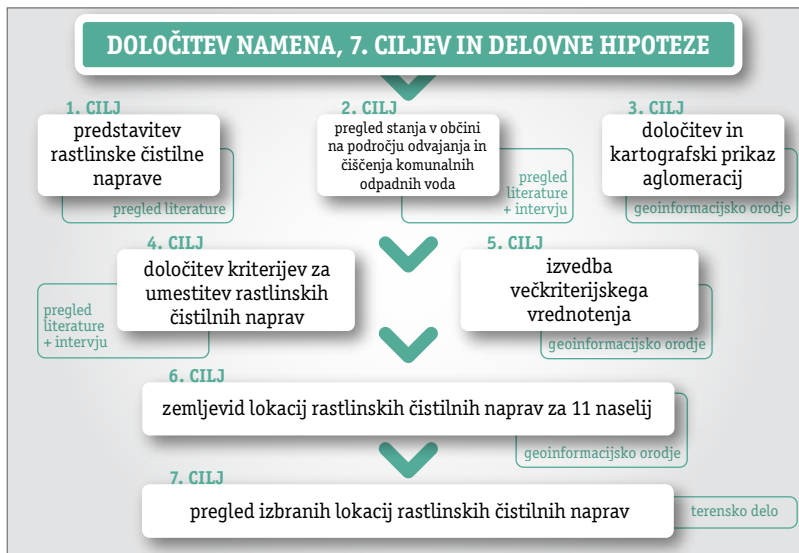 DOLOČITEV NAMENA, 7. CILJEV IN DELOVNE HIPOTEZE
1. CILJ
predstavitev
rastlinske čistilne
naprave
pregled literature
2. CILJ
pregled stanja v občini
na področju odvajanja in
čiščenja komunalnih
odpadnih voda
pregled
literature
+ intervju
3. CILJ
določitev in
kartografski prikaz
aglomeracij
geoinformacijsko orodje
4. CILJ
določitev kriterijev za
umestitev rastlinskih
čistilnih naprav
pregled
literature
+ intervju
5. CILJ
izvedba
večkriterijskega
vrednotenja
geoinformacijsko orodje
6. CILJ
zemljevid lokacij rastlinskih čistilnih naprav za 11 naselij
geoinformacijsko orodje
7. CILJ
pregled izbranih lokacij rastlinskih čistilnih naprav
terensko delo